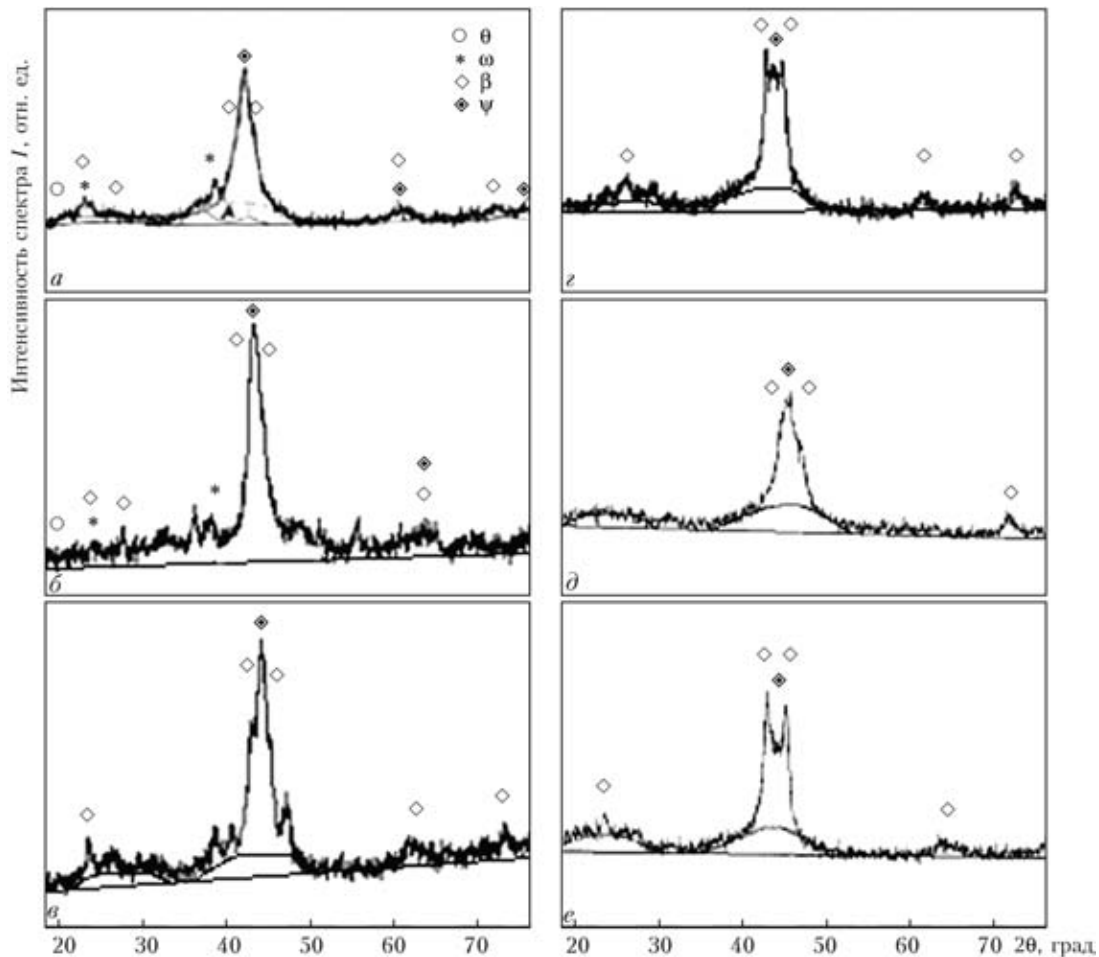 Интенсивность спектра I, отн. ед.
θ
ω
β
ψ
а
г
б
д
в
е
20 30 40 50 60 70
20 30 40 50 60 70 2θ, град.